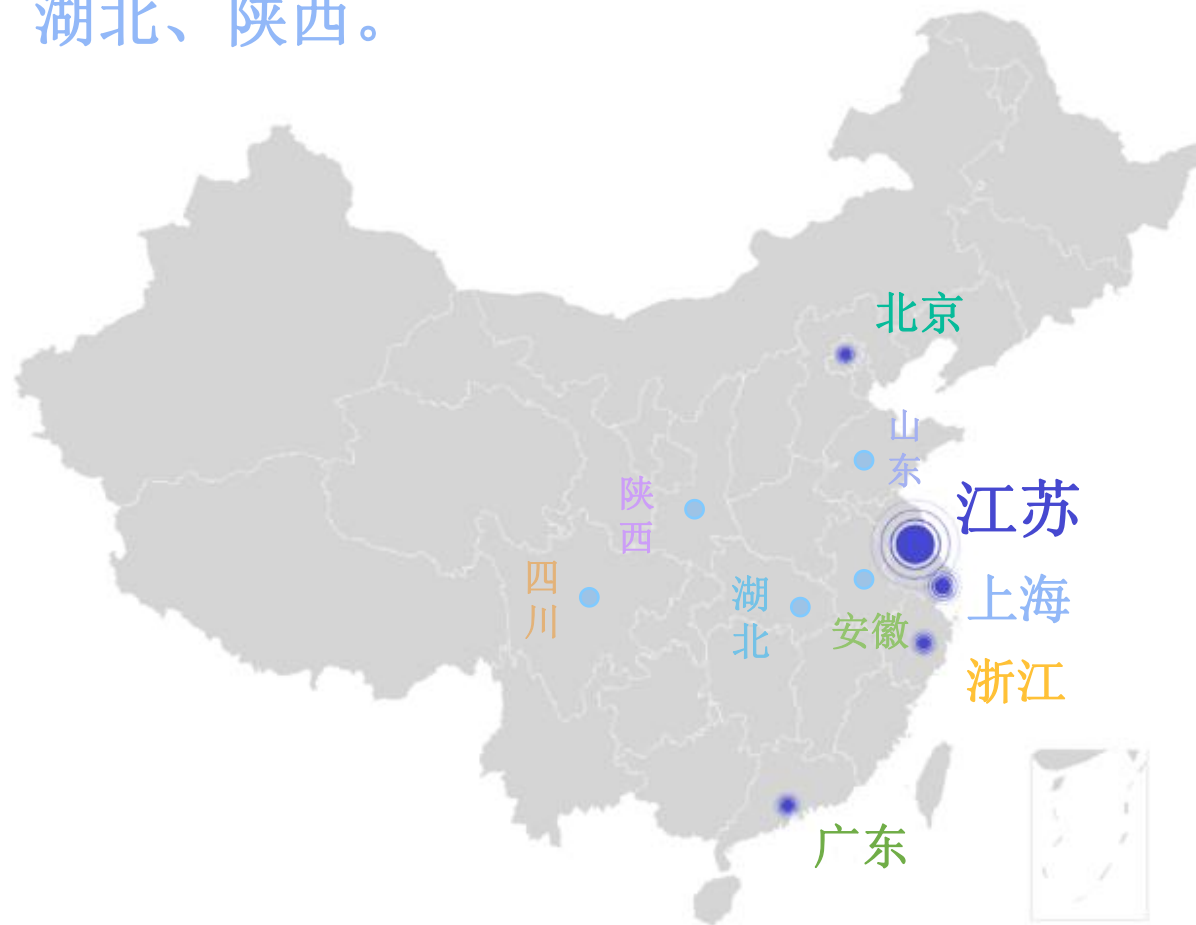 湖北、陕西。
北京
山东
陕西
江苏
四川
湖北
上海
安徽
浙江
广东